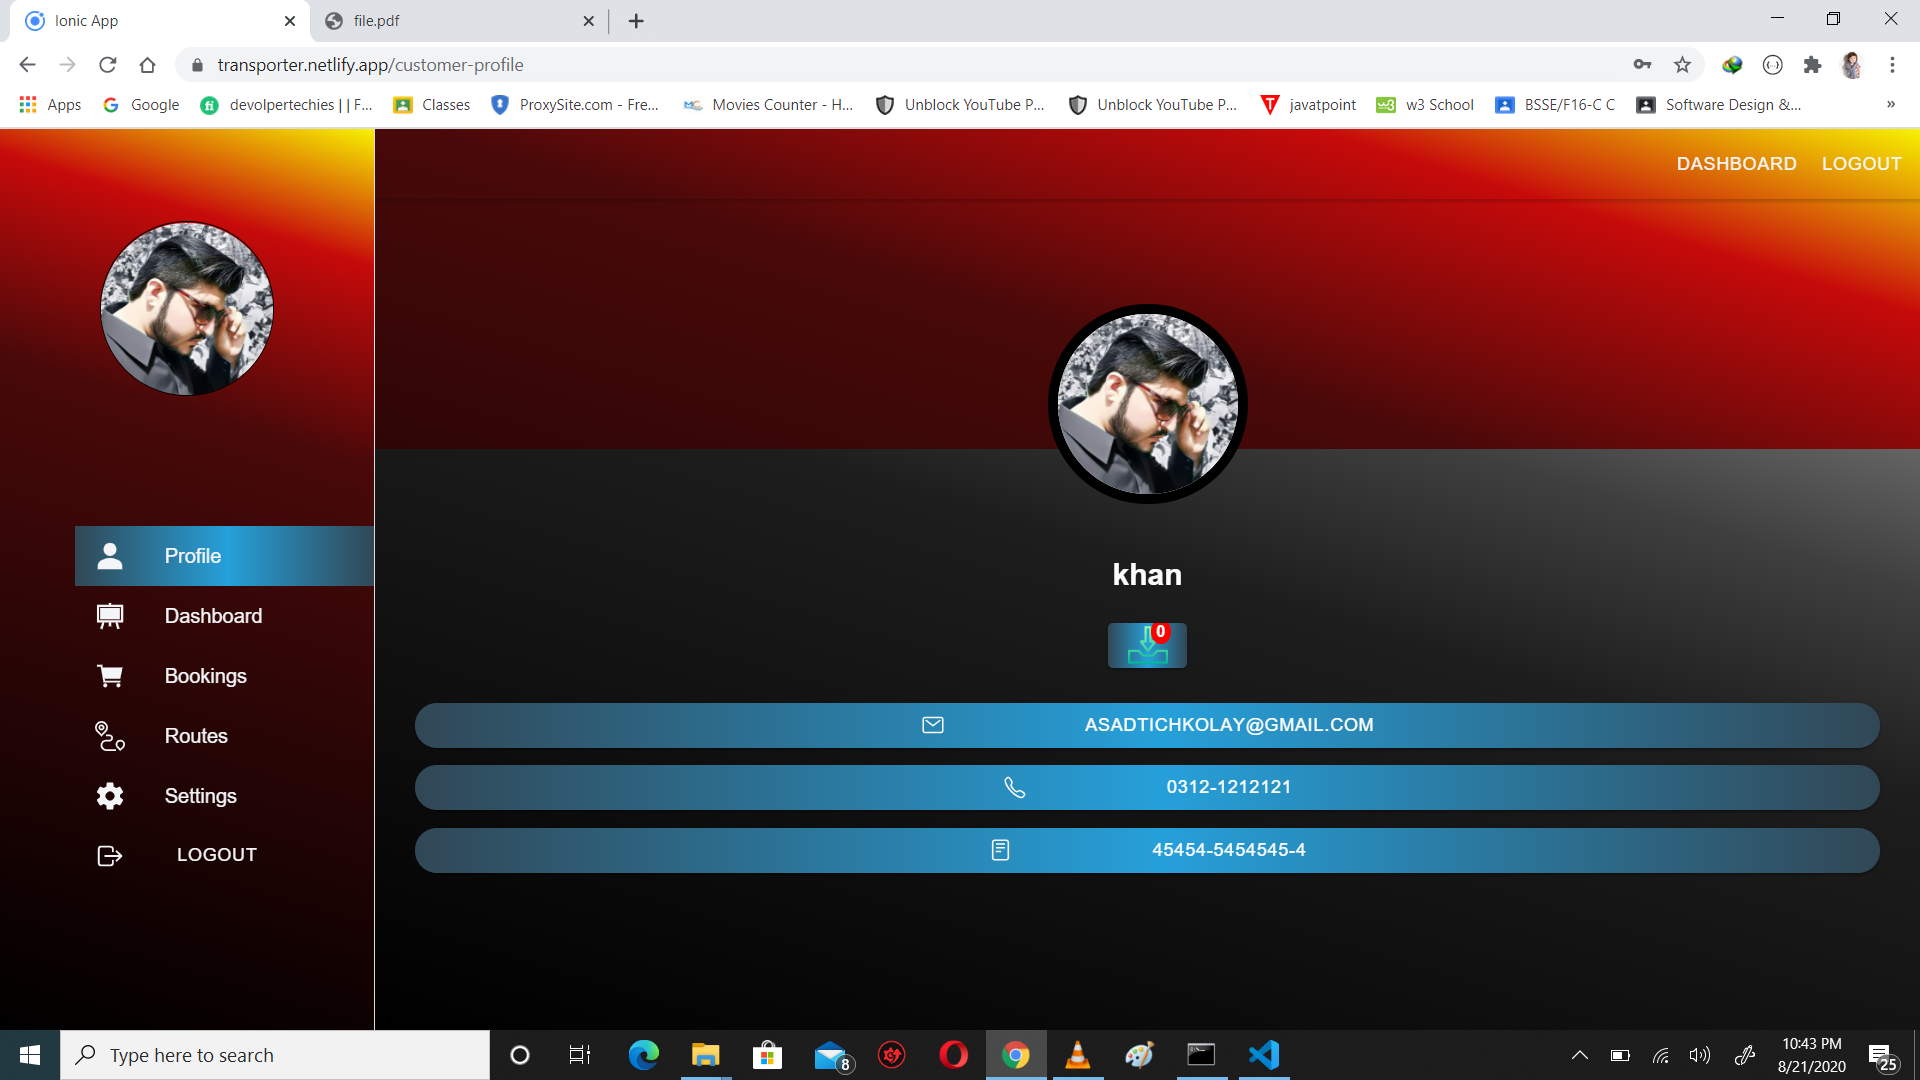 Ionic App
file.pdf
transporter.netlify.app/customer-profile
Apps
Google
devolpertechies || F...
Classes
ProxySite.com - Fre...
Movies Counter - H...
Unblock YouTube P...
Unblock YouTube P...
javatpoint
w3 School
BSSE/F16-C C
Software Design &...
»
DASHBOARD
LOGOUT
Profile
Dashboard
Bookings
Routes
Settings
LOGOUT
khan
0
ASADTICHKOLAY@GMAIL.COM
0312-1212121
45454-5454545-4
Type here to search
8
10:43 PM
8/21/2020
25